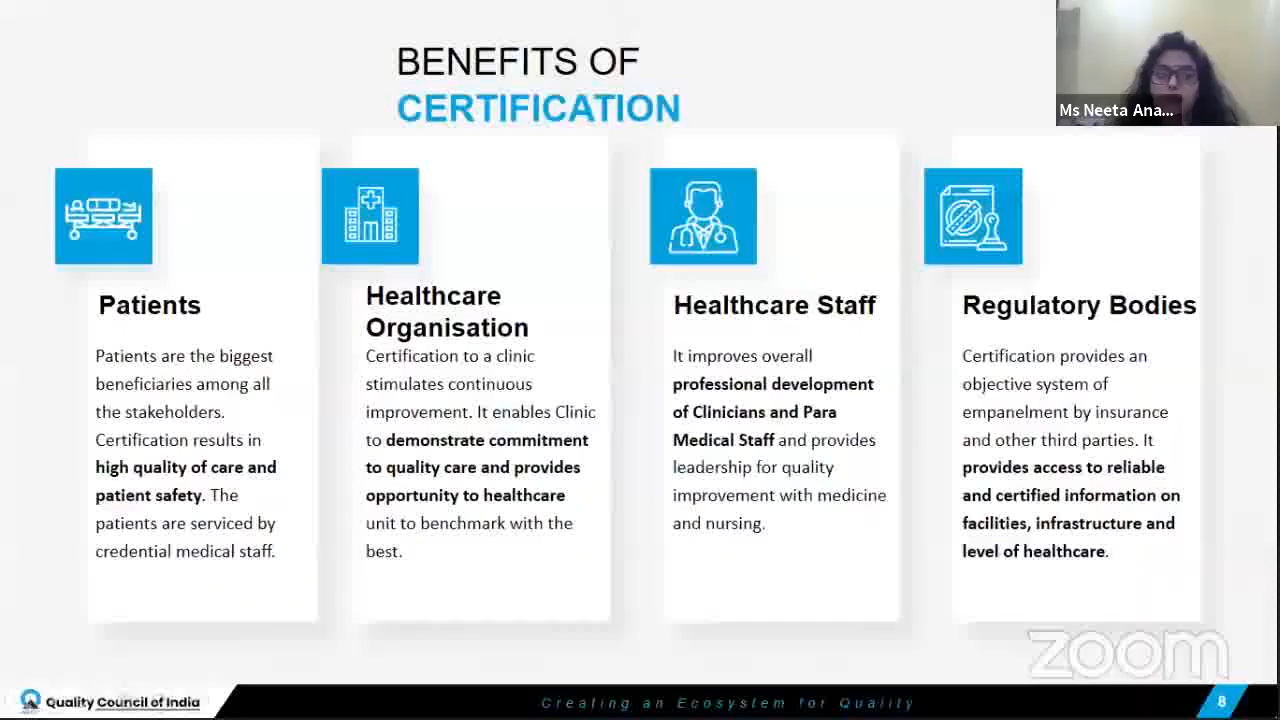 BENEFITS OF
CERTIFICATION
Ms Neeta Ana...
Patients
Patients are the biggest
beneficiaries among all
the stakeholders.
Certification results in
high quality of care and
patient safety. The
patients are serviced by
credential medical staff.
Healthcare
Organisation
Certification to a clinic
stimulates continuous
improvement. It enables Clinic
to demonstrate commitment
to quality care and provides
opportunity to healthcare
unit to benchmark with the
best.
Healthcare Staff
It improves overall
professional development
of Clinicians and Para
Medical Staff and provides
leadership for quality
improvement with medicine
and nursing.
Regulatory Bodies
Certification provides an
objective system of
empanelment by insurance
and other third parties. It
provides access to reliable
and certified information on
facilities, infrastructure and
level of healthcare.
zoom
Quality Council of India
Creating an Ecosystem for Quality
8